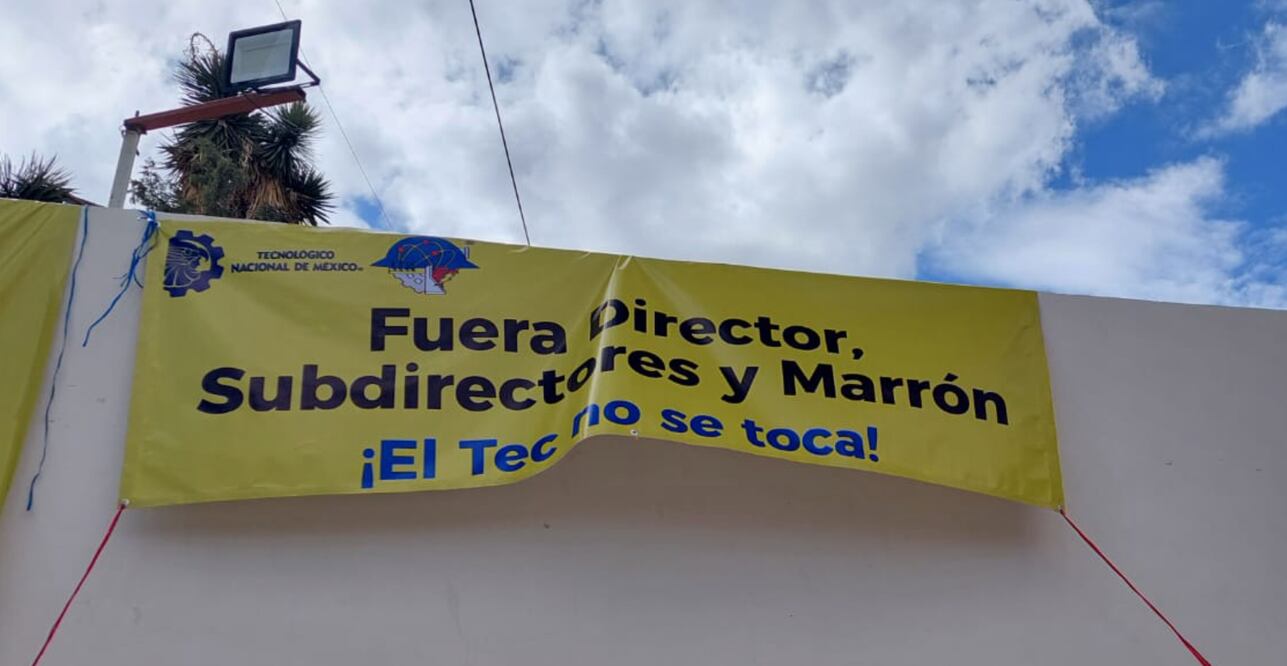 TECNOLÓGICO
NACIONAL DE MÉXICO
Fuera Director,
Subdirectores y Marrón
¡El Tec no se toca!